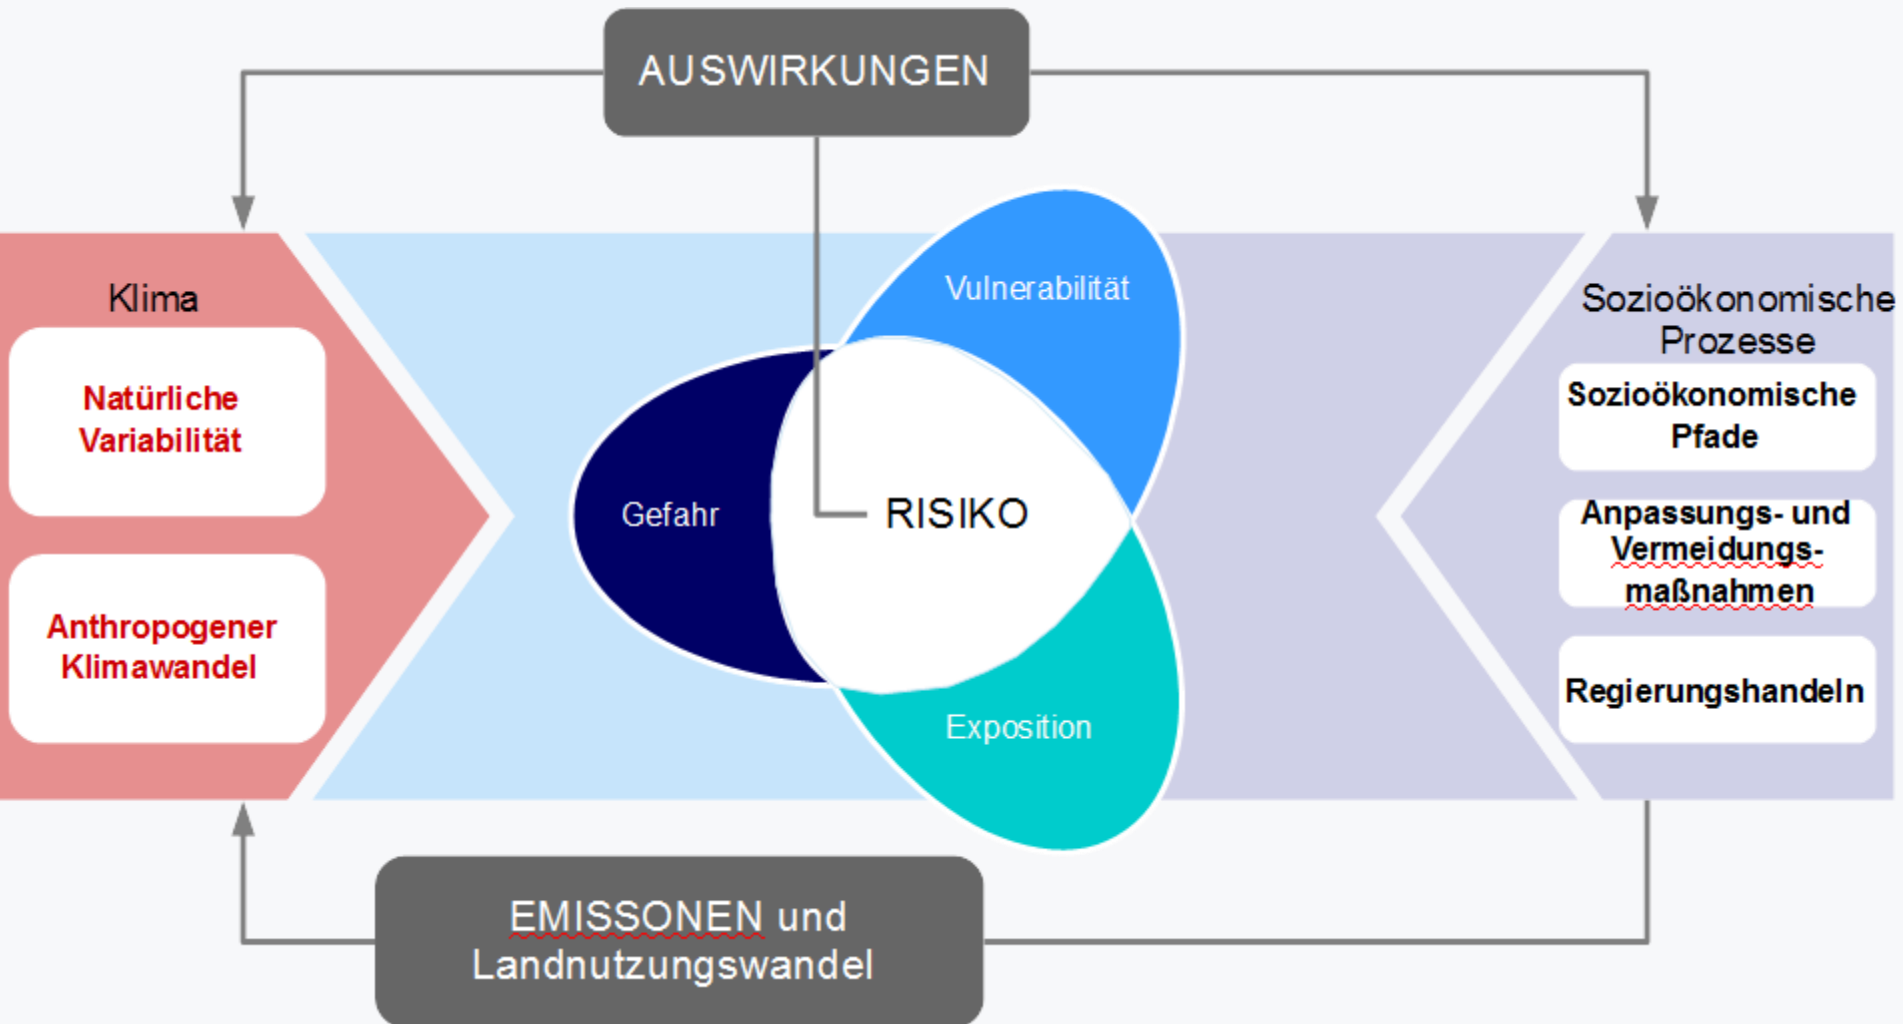 AUSWIRKUNGEN
Klima
Natürliche
Variabilität
Anthropogener
Klimawandel
Vulnerabilität
Gefahr
RISIKO
Exposition
Sozioökonomische
Prozesse
Sozioökonomische
Pfade
Anpassungs- und
Vermeidungs-
maßnahmen
Regierungshandeln
EMISSONEN und
Landnutzungswandel